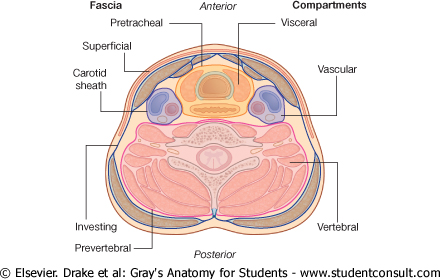 Fascia
Anterior
Compartments
Pretracheal
Visceral
Superficial
Carotid
sheath
Vascular
Investing
Vertebral
Prevertebral
Posterior
© Elsevier. Drake et al: Gray's Anatomy for Students - www.studentconsult.com